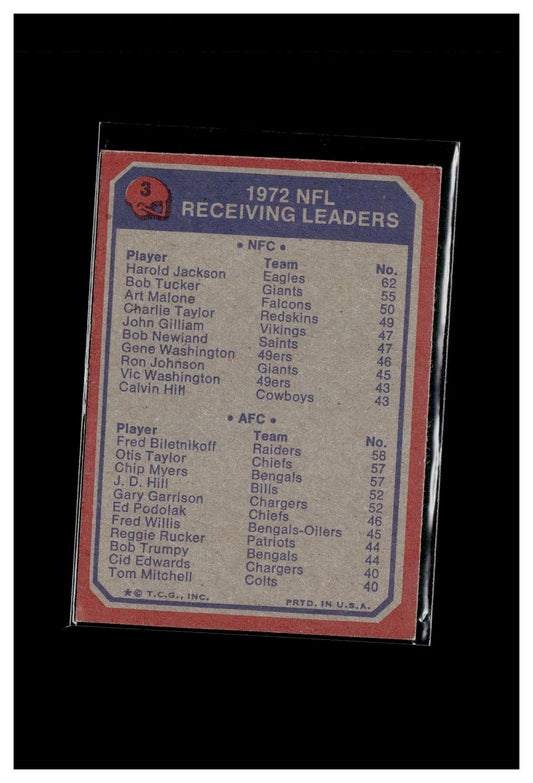 3
1972 NFL
RECEIVING LEADERS
• NFC •
Player Team No.
Harold Jackson Eagles 62
Bob Tucker Giants 55
Art Malone Falcons 50
Charlie Taylor Redskins 49
John Gilliam Vikings 47
Bob Newland Saints 47
Gene Washington 49ers 46
Ron Johnson Giants 45
Vic Washington 49ers 43
Calvin Hill Cowboys 43
• AFC •
Player Team No.
Fred Biletnikoff Raiders 58
Otis Taylor Chiefs 57
Chip Myers Bengals 57
J. D. Hill Bills 52
Gary Garrison Chargers 52
Ed Podolak Chiefs 46
Fred Willis Bengals-Oilers 45
Reggie Rucker Patriots 44
Bob Trumpy Bengals 44
Cid Edwards Chargers 40
Tom Mitchell Colts 40
*© T.C.G., INC. PRTD. IN U.S.A.